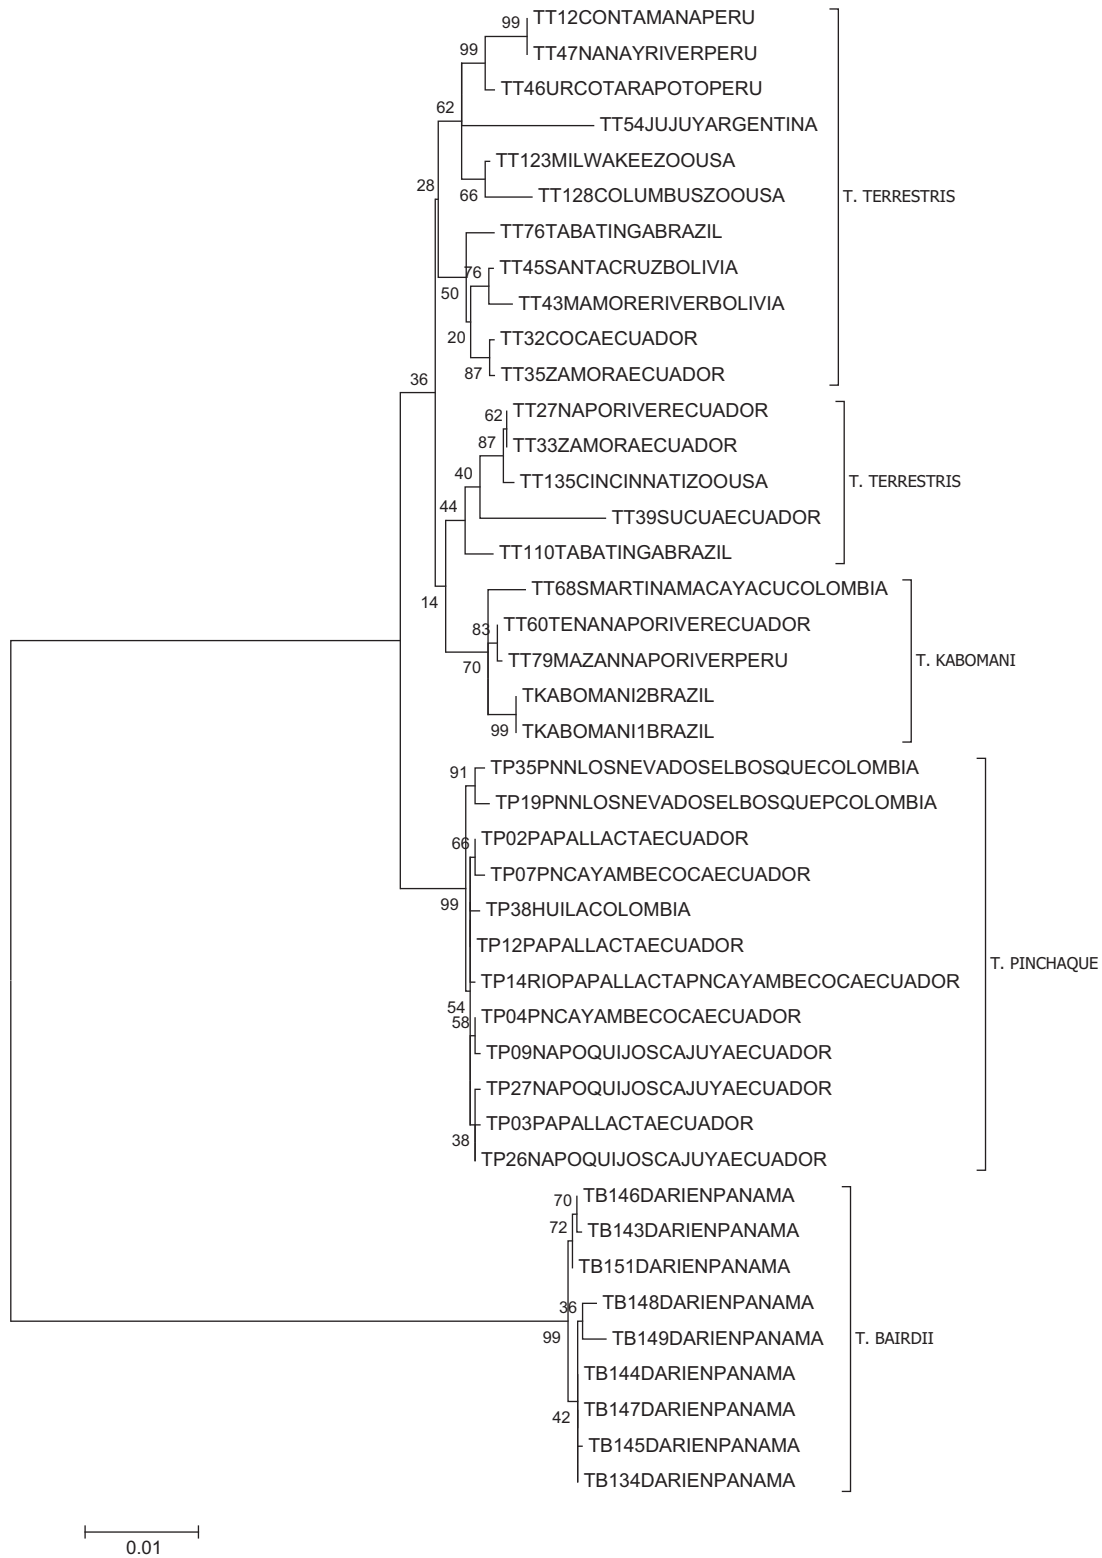 99
TT12CONTAMANAPERU
TT47NANAYRIVERPERU
99
TT46URCOTARAPOTOPERU
62
TT54JUJUYARGENTINA
TT123MILWAKEEZOOUSA
66
TT128COLUMBUSZOOUSA
28
T. TERRESTRIS
TT76TABATINGABRAZIL
76
TT45SANTACRUZBOLIVIA
50
TT43MAMORERIVERBOLIVIA
20
TT32COCAECUADOR
87
TT35ZAMORAECUADOR
36
62
TT27NAPORIVERECUADOR
87
TT33ZAMORAECUADOR
40
TT135CINCINNATIZOOUSA
T. TERRESTRIS
44
TT39SUCUAECUADOR
TT110TABATINGABRAZIL
14
TT68SMARTINAMACAYACUCOLOMBIA
83
TT60TENANAPORIVERECUADOR
70
TT79MAZANNAPORIVERPERU
T. KABOMANI
TKABOMANI2BRAZIL
99
TKABOMANI1BRAZIL
91
TP35PNNLOSNEVADOSELBOSQUECOLOMBIA
TP19PNNLOSNEVADOSELBOSQUEPCOLOMBIA
66
TP02PAPALLACTAECUADOR
TP07PNCAYAMBECOCAECUADOR
99
TP38HUILACOLOMBIA
TP12PAPALLACTAECUADOR
T. PINCHAQUE
TP14RIOPAPALLACTAPNCAYAMBECOCAECUADOR
54
58
TP04PNCAYAMBECOCAECUADOR
TP09NAPOQUIJOSCAJUYAECUADOR
TP27NAPOQUIJOSCAJUYAECUADOR
TP03PAPALLACTAECUADOR
38
TP26NAPOQUIJOSCAJUYAECUADOR
70
TB146DARIENPANAMA
72
TB143DARIENPANAMA
TB151DARIENPANAMA
36
TB148DARIENPANAMA
99
TB149DARIENPANAMA
T. BAIRDII
TB144DARIENPANAMA
42
TB147DARIENPANAMA
TB145DARIENPANAMA
TB134DARIENPANAMA
0.01